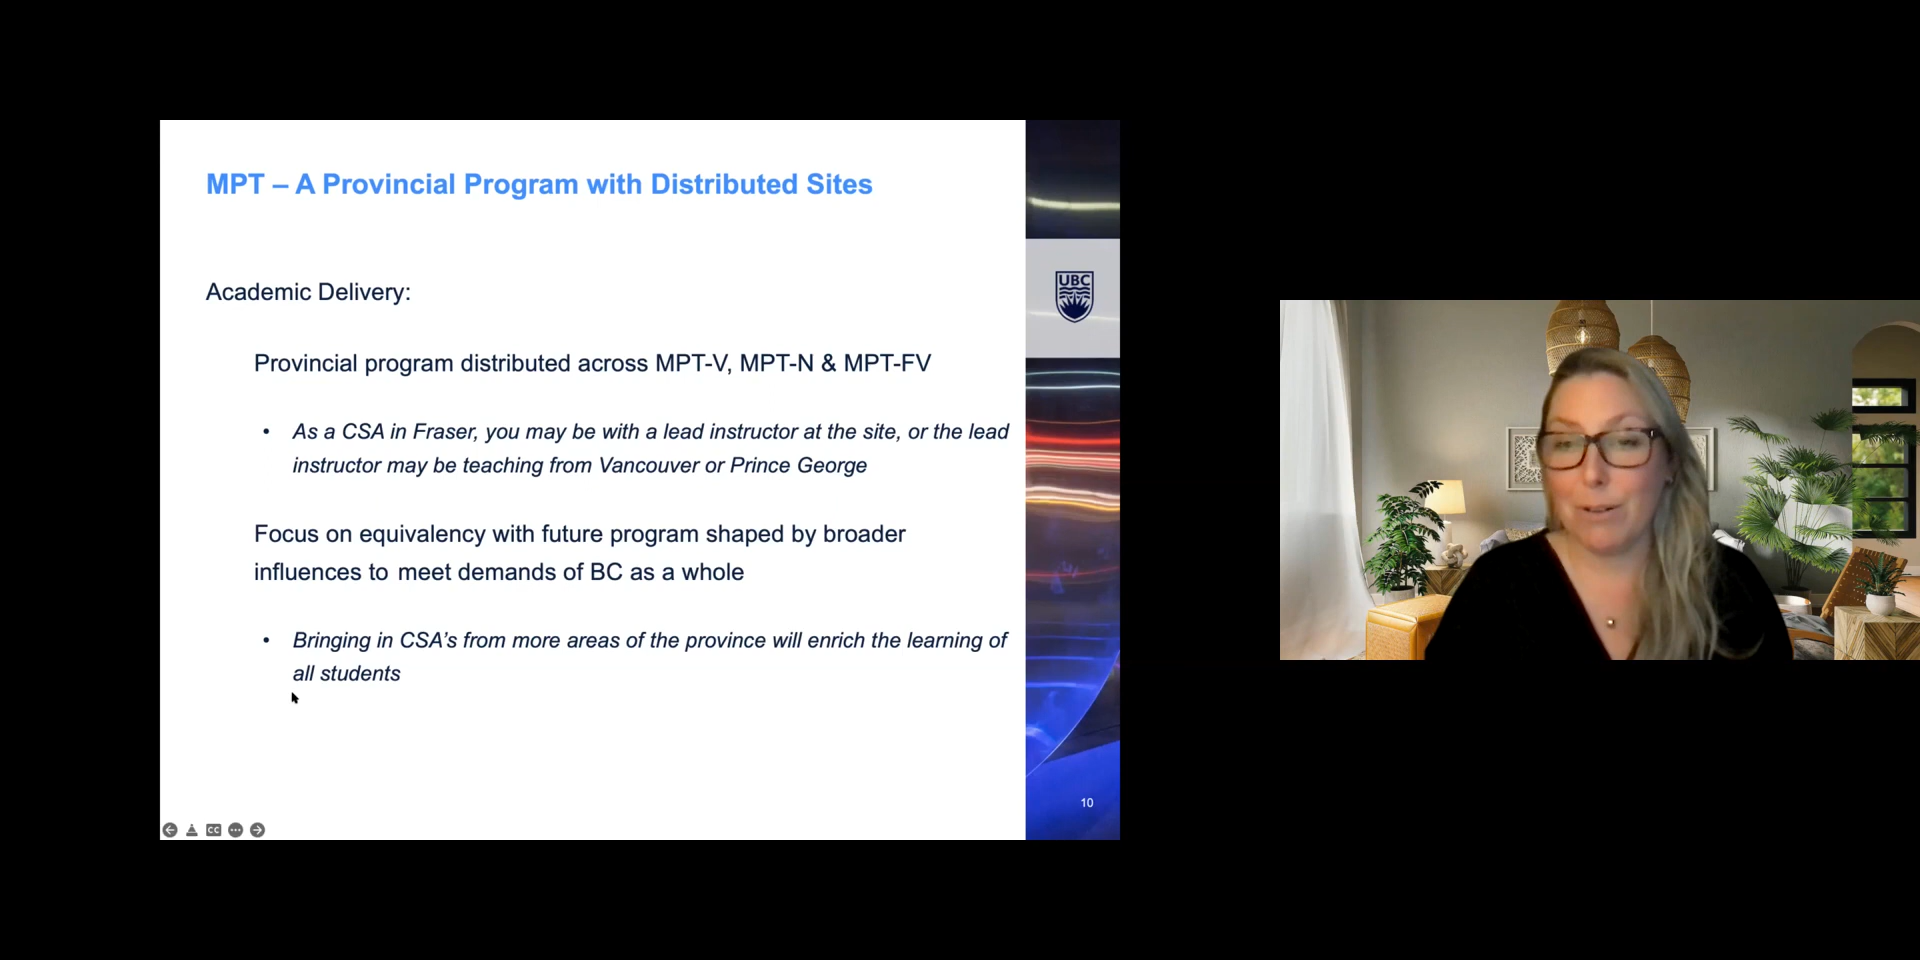 MPT – A Provincial Program with Distributed Sites
UBC
Academic Delivery:
Provincial program distributed across MPT-V, MPT-N & MPT-FV
• As a CSA in Fraser, you may be with a lead instructor at the site, or the lead
instructor may be teaching from Vancouver or Prince George
Focus on equivalency with future program shaped by broader
influences to meet demands of BC as a whole
• Bringing in CSA’s from more areas of the province will enrich the learning of
all students
10
CC